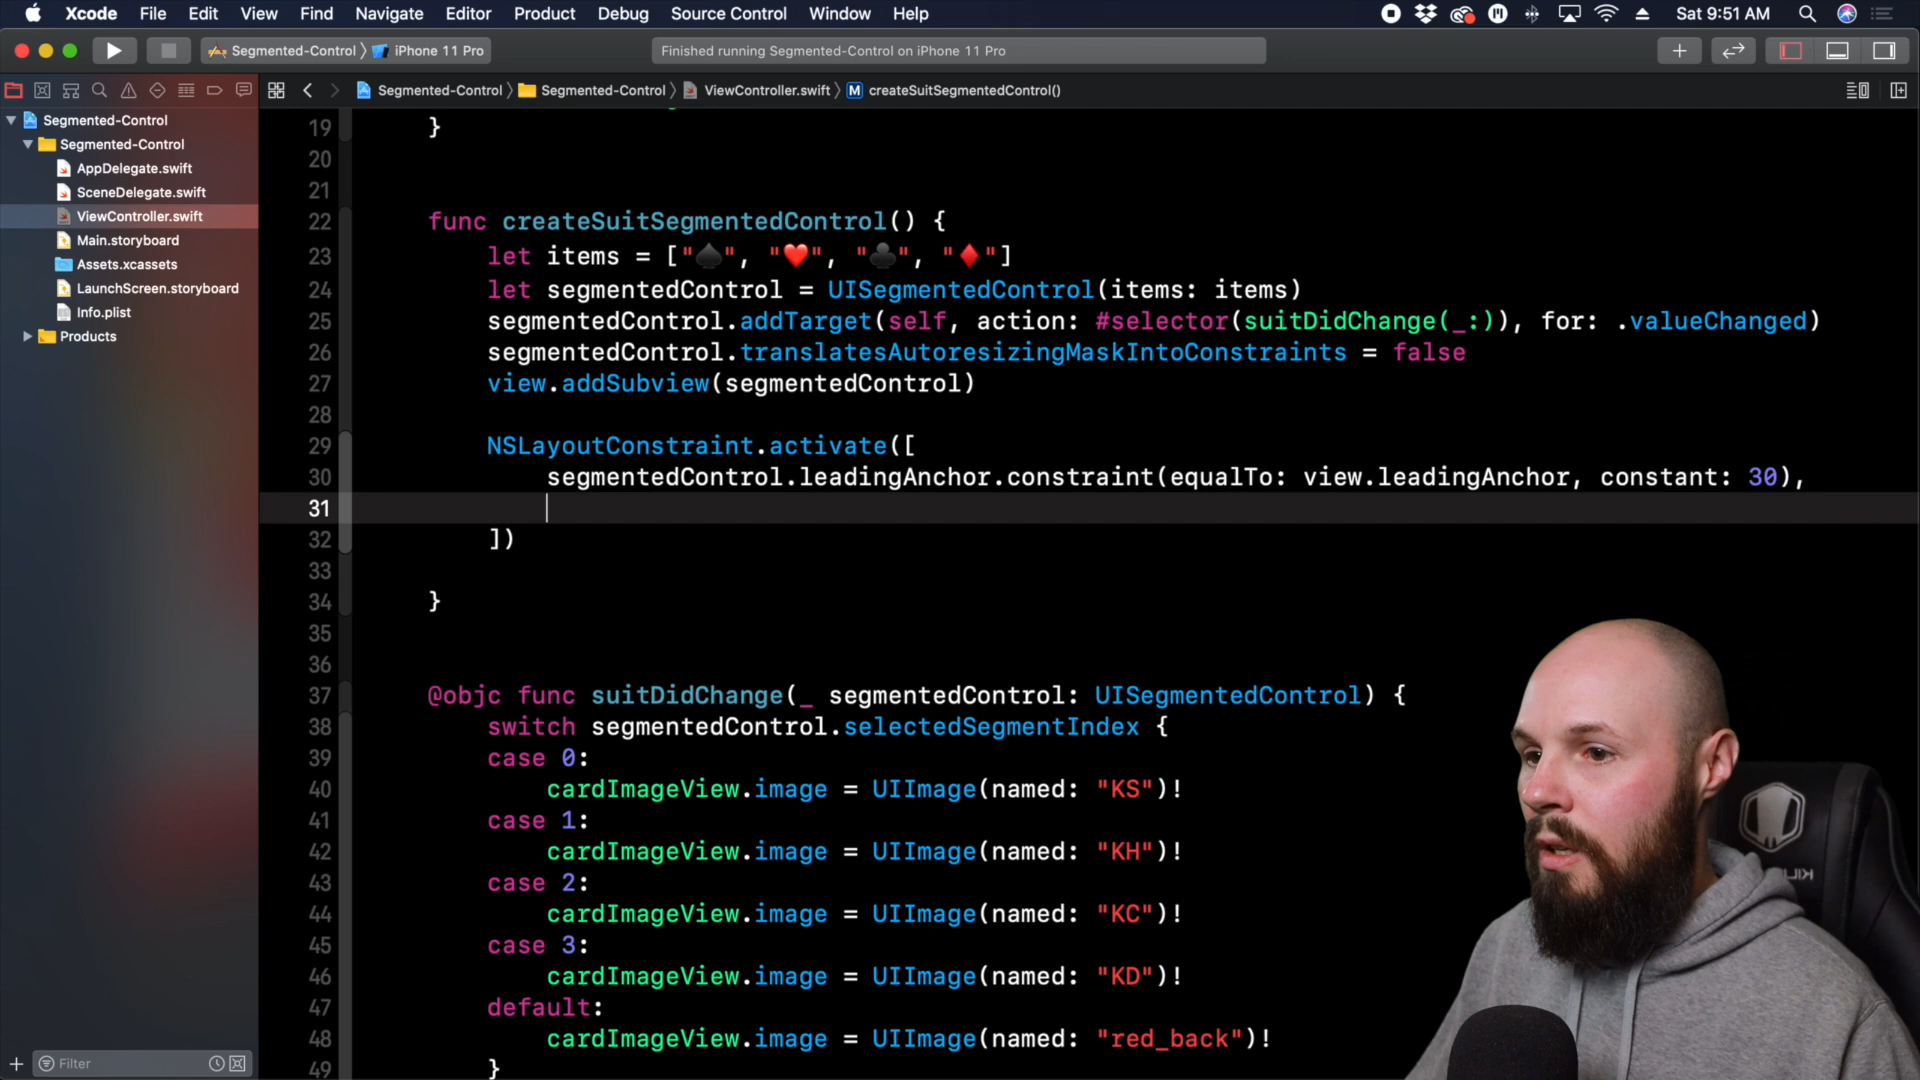 Xcode File Edit View Find Navigate Editor Product Debug Source Control Window Help Sat 9:51 AM
Segmented-Control iPhone 11 Pro Finished running Segmented-Control on iPhone 11 Pro
Segmented-Control Segmented-Control ViewController.swift M createSuitSegmentedControl()
Segmented-Control
Segmented-Control
AppDelegate.swift
SceneDelegate.swift
ViewController.swift
Main.storyboard
Assets.xcassets
LaunchScreen.storyboard
Info.plist
Products
Filter
19 }
20
21
22 func createSuitSegmentedControl() {
23 let items = ["♠️", "❤️", "♣️", "♦️"]
24 let segmentedControl = UISegmentedControl(items: items)
25 segmentedControl.addTarget(self, action: #selector(suitDidChange(_:)), for: .valueChanged)
26 segmentedControl.translatesAutoresizingMaskIntoConstraints = false
27 view.addSubview(segmentedControl)
28
29 NSLayoutConstraint.activate([
30 segmentedControl.leadingAnchor.constraint(equalTo: view.leadingAnchor, constant: 30),
31
32 ])
33
34 }
35
36
37 @objc func suitDidChange(_ segmentedControl: UISegmentedControl) {
38 switch segmentedControl.selectedSegmentIndex {
39 case 0:
40 cardImageView.image = UIImage(named: "KS")!
41 case 1:
42 cardImageView.image = UIImage(named: "KH")!
43 case 2:
44 cardImageView.image = UIImage(named: "KC")!
45 case 3:
46 cardImageView.image = UIImage(named: "KD")!
47 default:
48 cardImageView.image = UIImage(named: "red_back")!
49 }